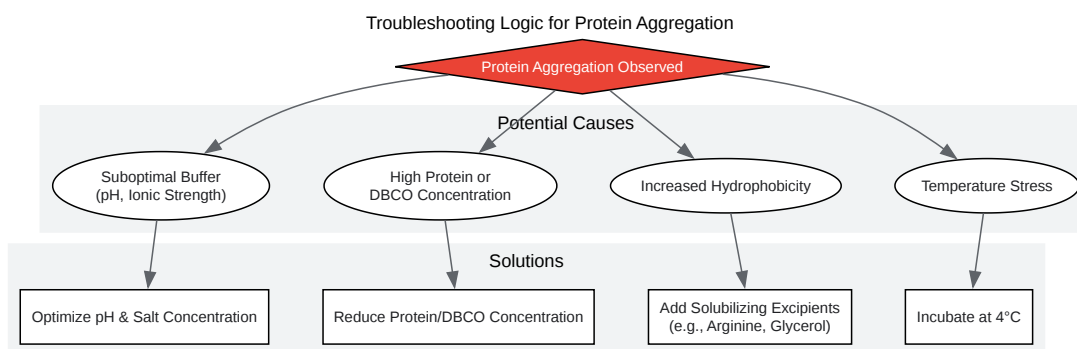 Troubleshooting Logic for Protein Aggregation
Protein Aggregation Observed
Potential Causes
Suboptimal Buffer
(pH, Ionic Strength)
High Protein or
DBCO Concentration
Increased Hydrophobicity
Temperature Stress
Solutions
Optimize pH & Salt Concentration
Reduce Protein/DBCO Concentration
Add Solubilizing Excipients
(e.g., Arginine, Glycerol)
Incubate at 4°C